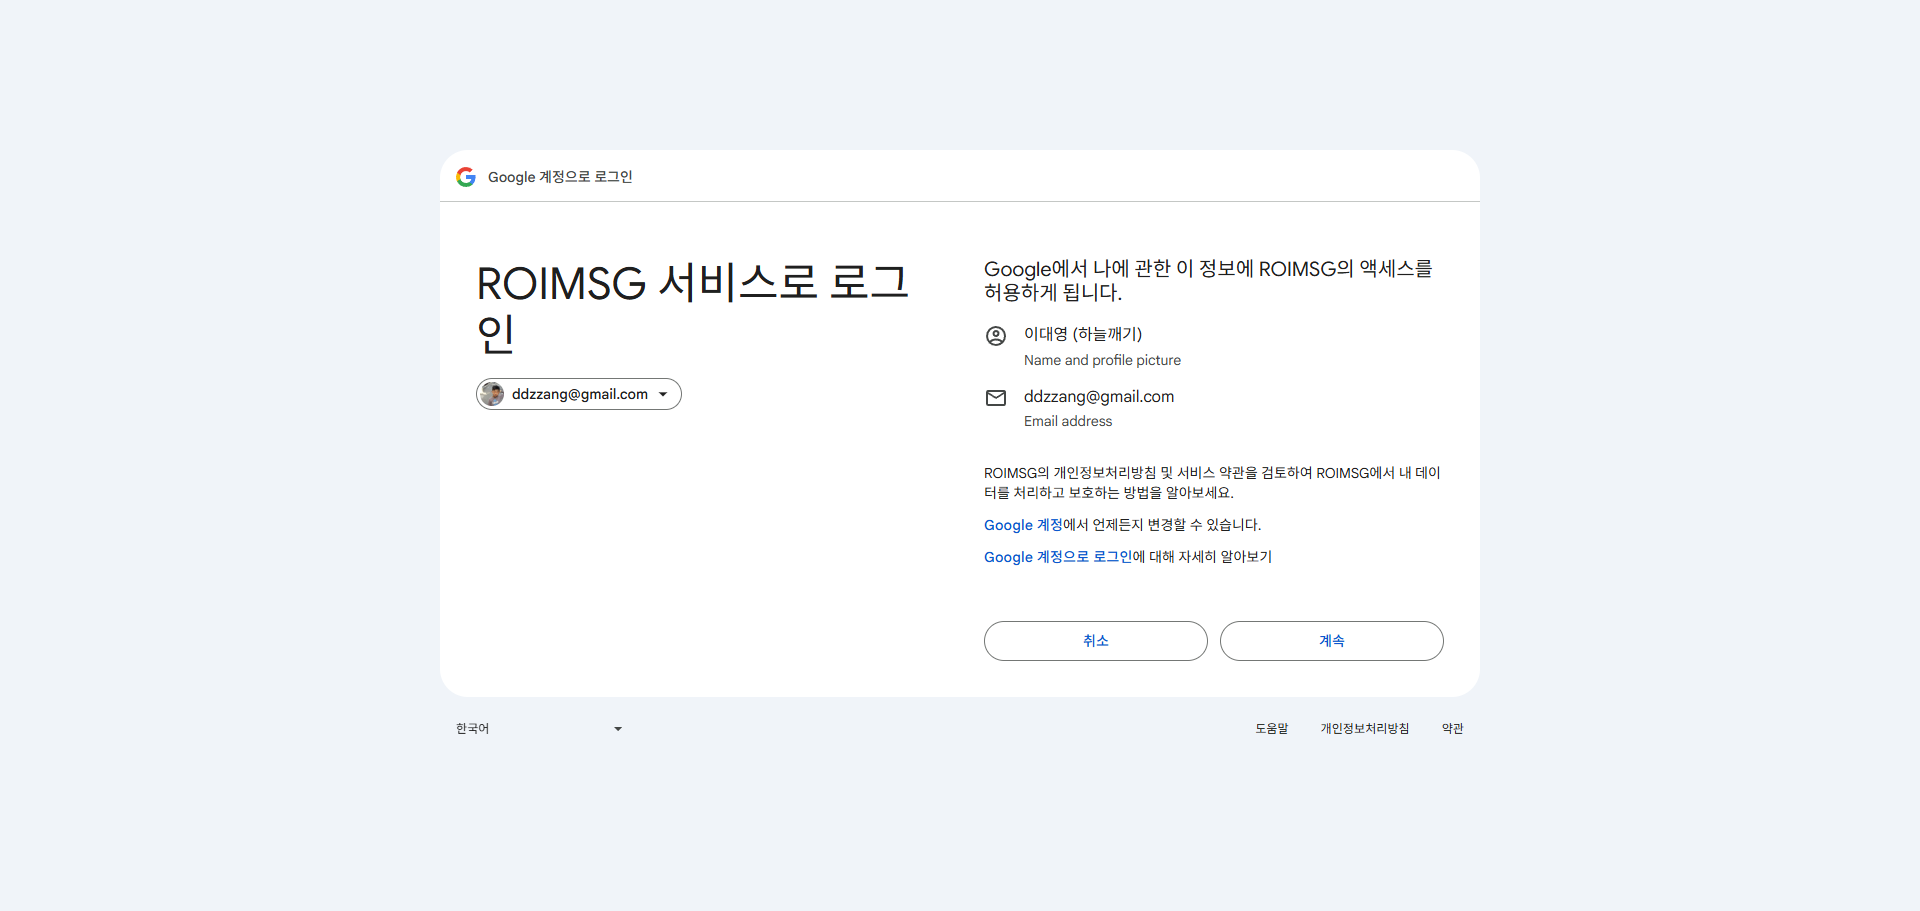 Google 계정으로 로그인
ROIMSG 서비스로 로그
인
ddzzang@gmail.com
Google에서 나에 관한 이 정보에 ROIMSG의 액세스를
허용하게 됩니다.
이대영 (하늘깨기)
Name and profile picture
ddzzang@gmail.com
Email address
ROIMSG의 개인정보처리방침 및 서비스 약관을 검토하여 ROIMSG에서 내 데이
터를 처리하고 보호하는 방법을 알아보세요.
Google 계정에서 언제든지 변경할 수 있습니다.
Google 계정으로 로그인에 대해 자세히 알아보기
취소 계속
한국어 도움말 개인정보처리방침 약관